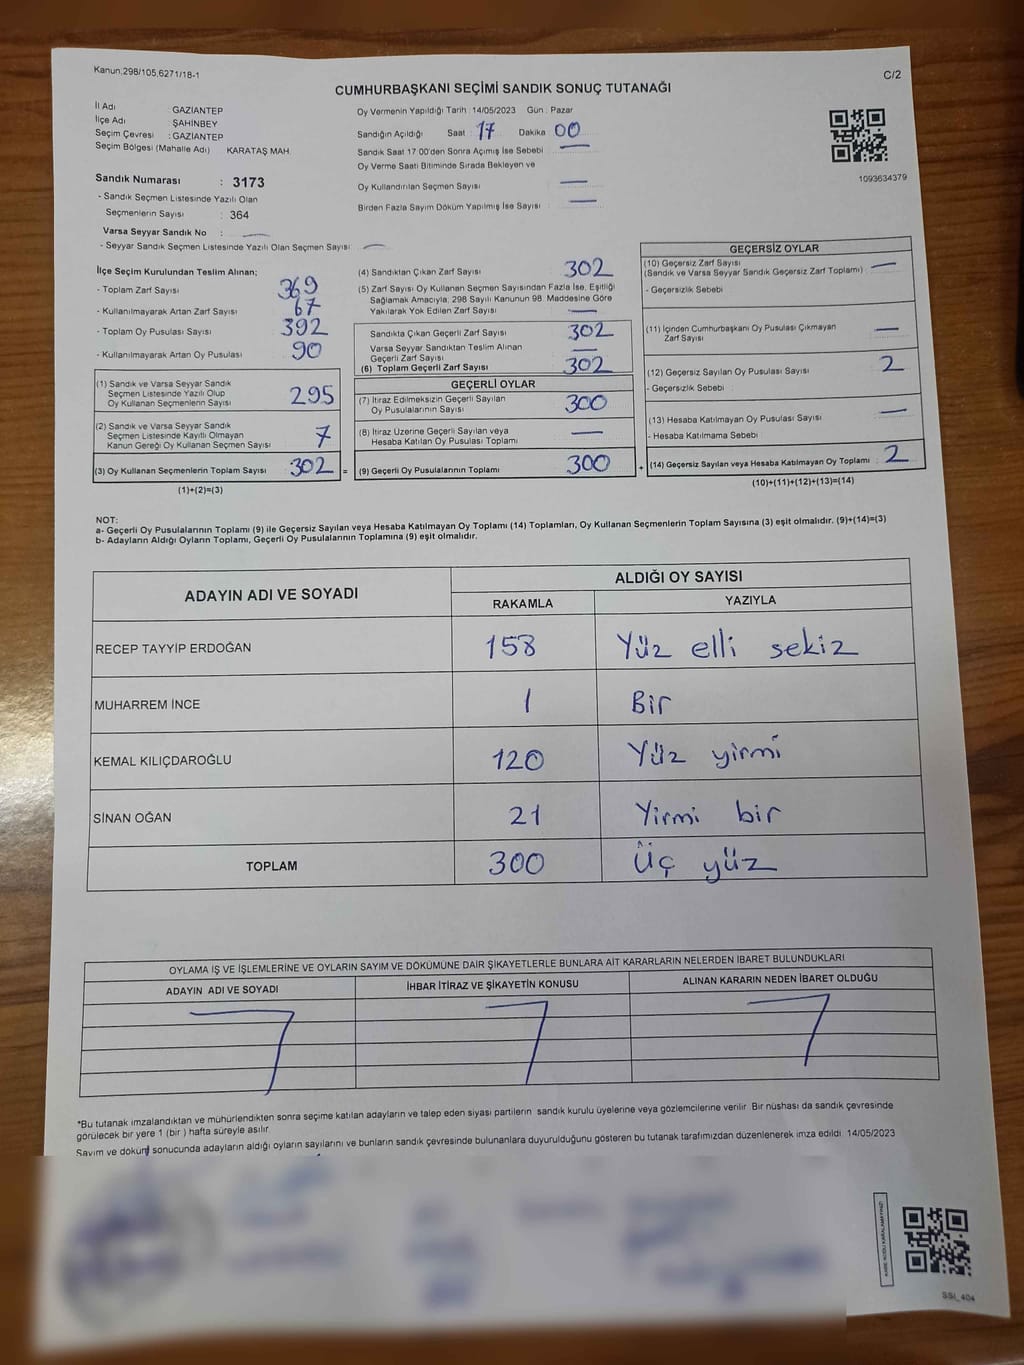 Kanun;298/105,6271/18-1
C/2
CUMHURBAŞKANI SEÇİMİ SANDIK SONUÇ TUTANAĞI
İl Adı : GAZİANTEP
İlçe Adı : ŞAHİNBEY
Seçim Çevresi : GAZİANTEP
Seçim Bölgesi (Mahalle Adı) KARATAŞ MAH.
Sandık Numarası : 3173
- Sandık Seçmen Listesinde Yazılı Olan
Seçmenlerin Sayısı : 364
Varsa Seyyar Sandık No : —
- Seyyar Sandık Seçmen Listesinde Yazılı Olan Seçmen Sayısı : —
Oy Vermenin Yapıldığı Tarih : 14/05/2023 Gün : Pazar
Sandığın Açıldığı Saat : 17 Dakika : 00
Sandık Saat 17:00'den Sonra Açımış İse Sebebi : —
Oy Verme Saati Bitiminde Sırada Bekleyen ve
Oy Kullandırılan Seçmen Sayısı : —
Birden Fazla Sayım Döküm Yapılmış İse Sayısı : —
1093634379
İlçe Seçim Kurulundan Teslim Alınan;
- Toplam Zarf Sayısı : 369
- Kullanılmayarak Artan Zarf Sayısı : 67
- Toplam Oy Pusulası Sayısı : 392
- Kullanılmayarak Artan Oy Pusulası : 90
(1) Sandık ve Varsa Seyyar Sandık
Seçmen Listesinde Yazılı Olup
Oy Kullanan Seçmenlerin Sayısı : 295
(2) Sandık ve Varsa Seyyar Sandık
Seçmen Listesinde Kayıtlı Olmayan
Kanun Gereği Oy Kullanan Seçmen Sayısı : 7
(3) Oy Kullanan Seçmenlerin Toplam Sayısı : 302 =
(1)+(2)=(3)
(4) Sandıktan Çıkan Zarf Sayısı : 302
(5) Zarf Sayısı Oy Kullanan Seçmen Sayısından Fazla İse, Eşitliği
Sağlamak Amacıyla, 298 Sayılı Kanunun 98. Maddesine Göre
Yakılarak Yok Edilen Zarf Sayısı : —
Sandıkta Çıkan Geçerli Zarf Sayısı : 302
Varsa Seyyar Sandıktan Teslim Alınan
Geçerli Zarf Sayısı : —
(6) Toplam Geçerli Zarf Sayısı : 302
GEÇERLİ OYLAR
(7) İtiraz Edilmeksizin Geçerli Sayılan
Oy Pusulalarının Sayısı : 300
(8) İtiraz Üzerine Geçerli Sayılan veya
Hesaba Katılan Oy Pusulası Toplamı : —
(9) Geçerli Oy Pusulalarının Toplamı : 300 +
GEÇERSİZ OYLAR
(10) Geçersiz Zarf Sayısı : —
(Sandık ve Varsa Seyyar Sandık Geçersiz Zarf Toplamı)
- Geçersizlik Sebebi :
(11) İçinden Cumhurbaşkanı Oy Pusulası Çıkmayan
Zarf Sayısı : —
(12) Geçersiz Sayılan Oy Pusulası Sayısı : 2
- Geçersizlik Sebebi :
(13) Hesaba Katılmayan Oy Pusulası Sayısı : —
- Hesaba Katılmama Sebebi :
(14) Geçersiz Sayılan veya Hesaba Katılmayan Oy Toplamı : 2
(10)+(11)+(12)+(13)=(14)
NOT:
a- Geçerli Oy Pusulalarının Toplamı (9) ile Geçersiz Sayılan veya Hesaba Katılmayan Oy Toplamı (14) Toplamları, Oy Kullanan Seçmenlerin Toplam Sayısına (3) eşit olmalıdır. (9)+(14)=(3)
b- Adayların Aldığı Oyların Toplamı, Geçerli Oy Pusulalarının Toplamına (9) eşit olmalıdır.
ADAYIN ADI VE SOYADI ALDIĞI OY SAYISI
RAKAMLA YAZIYLA
RECEP TAYYİP ERDOĞAN 158 Yüz elli sekiz
MUHARREM İNCE 1 Bir
KEMAL KILIÇDAROĞLU 120 Yüz yirmi
SİNAN OĞAN 21 Yirmi bir
TOPLAM 300 Üç yüz
OYLAMA İŞ VE İŞLEMLERİNE VE OYLARIN SAYIM VE DÖKÜMÜNE DAİR ŞİKAYETLERLE BUNLARA AİT KARARLARIN NELERDEN İBARET BULUNDUKLARI
ADAYIN ADI VE SOYADI İHBAR İTİRAZ VE ŞİKAYETİN KONUSU ALINAN KARARIN NEDEN İBARET OLDUĞU
*Bu tutanak imzalandıktan ve mühürlendikten sonra seçime katılan adayların ve talep eden siyasi partilerin sandık kurulu üyelerine veya gözlemcilerine verilir. Bir nüshası da sandık çevresinde
görülecek bir yere 1 (bir ) hafta süreyle asılır.
Sayım ve döküm sonucunda adayların aldığı oyların sayılarını ve bunların sandık çevresinde bulunanlara duyurulduğunu gösteren bu tutanak tarafımızdan düzenlenerek imza edildi. 14/05/2023
SSI_404